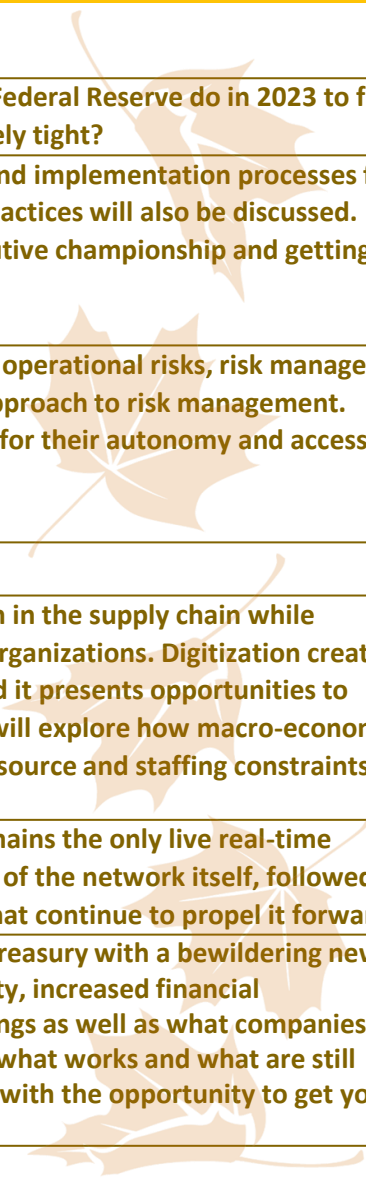 Federal Reserve do in 2023 to f
ely tight?
nd implementation processes
actices will also be discussed.
utive championship and getting
operational risks, risk manage
pproach to risk management.
for their autonomy and access
n in the supply chain while
rganizations. Digitization creat
d it presents opportunities to
will explore how macro-econor
source and staffing constraints
nains the only live real-time
of the network itself, followed
hat continue to propel it forwa
reasury with a bewildering nev
ty, increased financial
ngs as well as what companies
what works and what are still
with the opportunity to get yo